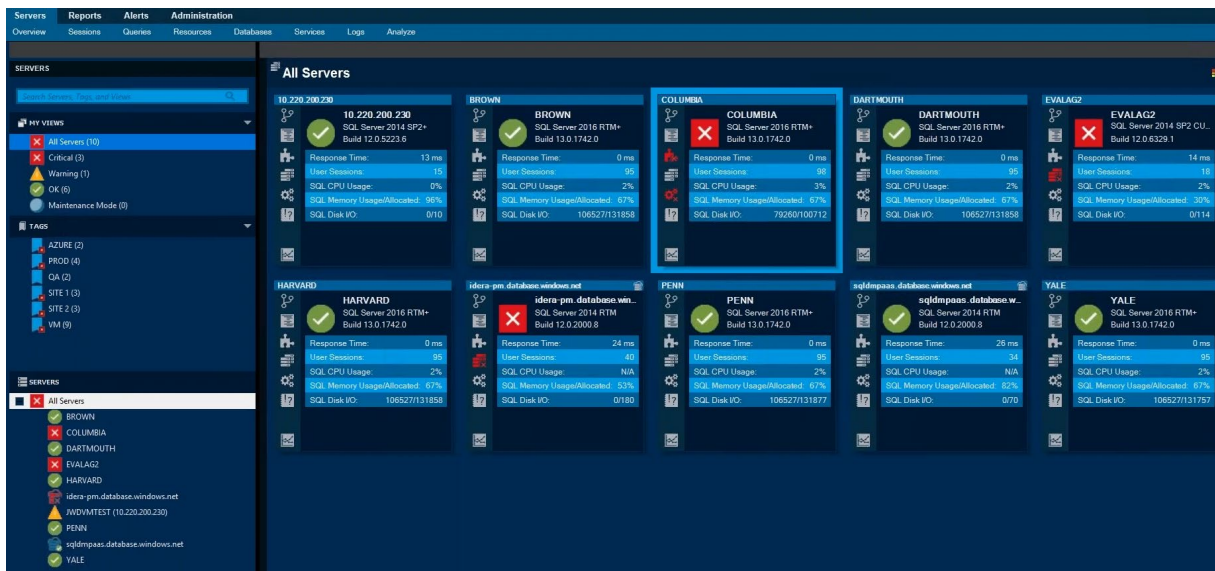 Servers Reports Alerts Administration
Overview Sessions Queries Resources Databases Services Logs Analyze
SERVERS
Search Servers, Tags, and Views
MY VIEWS
All Servers (10)
Critical (3)
Warning (1)
OK (6)
Maintenance Mode (0)
TAGS
AZURE (2)
PROD (4)
QA (2)
SITE 1 (3)
SITE 2 (3)
VM (9)
SERVERS
All Servers
BROWN
COLUMBIA
DARTMOUTH
EVALAG2
HARVARD
idera-pm.database.windows.net
JWDVMTEST (10.220.200.230)
PENN
sqldmpaas.database.windows.net
YALE
All Servers
10.220.200.230
10.220.200.230
SQL Server 2014 SP2+
Build 12.0.5223.6
Response Time: 13 ms
User Sessions: 15
SQL CPU Usage: 0%
SQL Memory Usage/Allocated: 96%
SQL Disk I/O: 0/10
BROWN
BROWN
SQL Server 2016 RTM+
Build 13.0.1742.0
Response Time: 0 ms
User Sessions: 95
SQL CPU Usage: 2%
SQL Memory Usage/Allocated: 67%
SQL Disk I/O: 106527/131858
COLUMBIA
COLUMBIA
SQL Server 2016 RTM+
Build 13.0.1742.0
Response Time: 0 ms
User Sessions: 98
SQL CPU Usage: 3%
SQL Memory Usage/Allocated: 67%
SQL Disk I/O: 79260/100712
DARTMOUTH
DARTMOUTH
SQL Server 2016 RTM+
Build 13.0.1742.0
Response Time: 0 ms
User Sessions: 95
SQL CPU Usage: 2%
SQL Memory Usage/Allocated: 67%
SQL Disk I/O: 106527/131858
EVALAG2
EVALAG2
SQL Server 2014 SP2 CU...
Build 12.0.6329.1
Response Time: 14 ms
User Sessions: 18
SQL CPU Usage: 2%
SQL Memory Usage/Allocated: 30%
SQL Disk I/O: 0/114
HARVARD
HARVARD
SQL Server 2016 RTM+
Build 13.0.1742.0
Response Time: 0 ms
User Sessions: 95
SQL CPU Usage: 2%
SQL Memory Usage/Allocated: 67%
SQL Disk I/O: 106527/131858
idera-pm.database.windows.net
idera-pm.database.win...
SQL Server 2014 RTM
Build 12.0.2000.8
Response Time: 24 ms
User Sessions: 40
SQL CPU Usage: N/A
SQL Memory Usage/Allocated: 53%
SQL Disk I/O: 0/180
PENN
PENN
SQL Server 2016 RTM+
Build 13.0.1742.0
Response Time: 0 ms
User Sessions: 95
SQL CPU Usage: 2%
SQL Memory Usage/Allocated: 67%
SQL Disk I/O: 106527/131877
sqldmpaas.database.windows.net
sqldmpaas.database.w...
SQL Server 2014 RTM
Build 12.0.2000.8
Response Time: 26 ms
User Sessions: 34
SQL CPU Usage: N/A
SQL Memory Usage/Allocated: 82%
SQL Disk I/O: 0/70
YALE
YALE
SQL Server 2016 RTM+
Build 13.0.1742.0
Response Time: 0 ms
User Sessions: 95
SQL CPU Usage: 2%
SQL Memory Usage/Allocated: 67%
SQL Disk I/O: 106527/131757